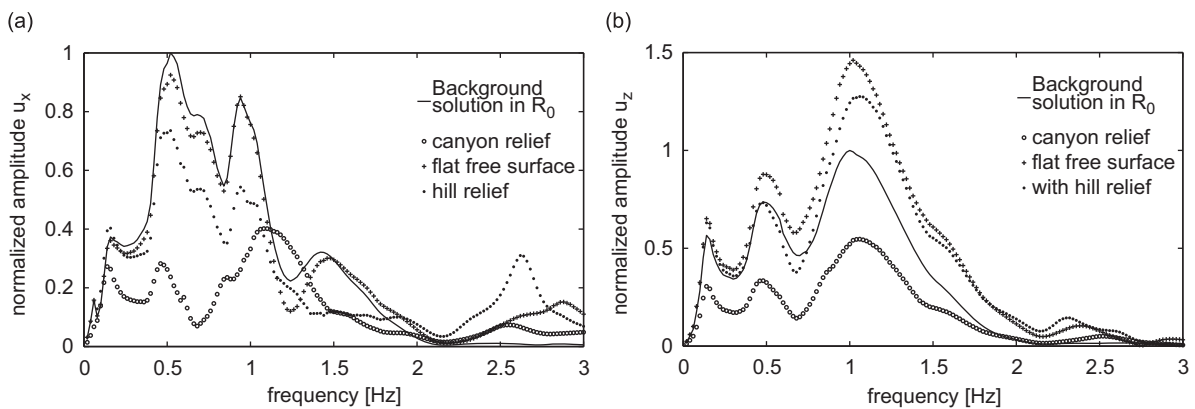 (a)
1
0.8
0.6
0.4
0.2
0
normalized amplitude u_x
0 0.5 1 1.5 2 2.5 3
frequency [Hz]
Background
solution in R_0
canyon relief
flat free surface
hill relief
(b)
1.5
1
0.5
0
normalized amplitude u_z
0 0.5 1 1.5 2 2.5 3
frequency [Hz]
Background
solution in R_0
canyon relief
flat free surface
with hill relief